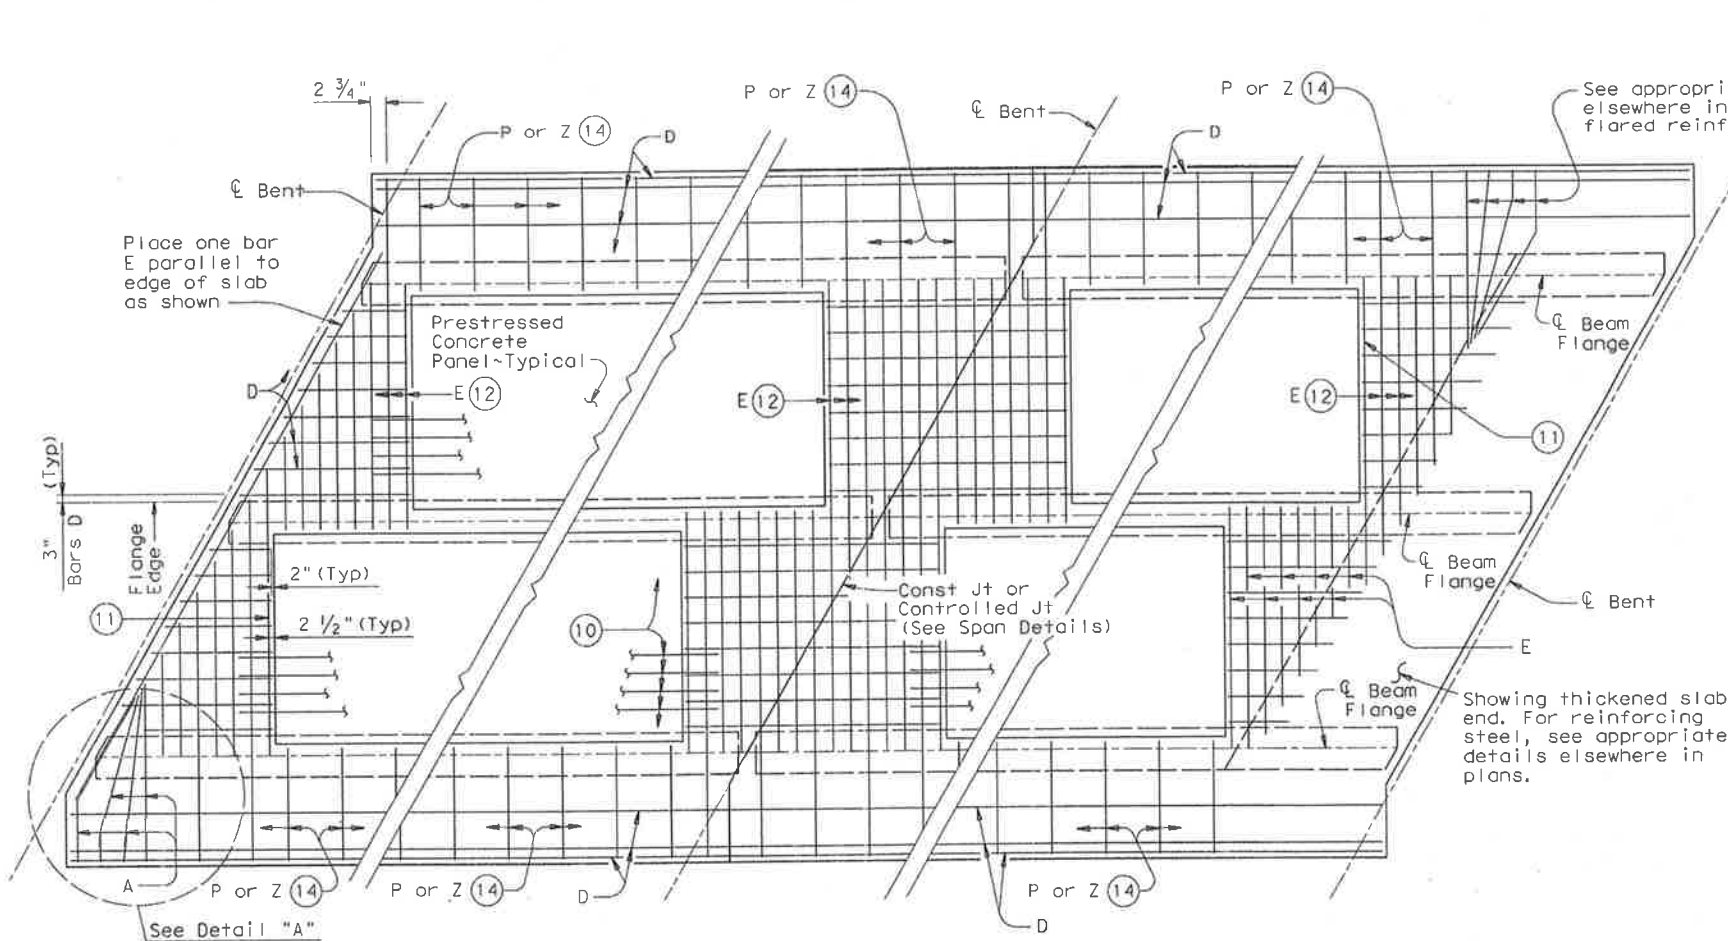 2 3/4"
P or Z 14
D
P or Z 14
℄ Bent
P or Z 14
D
See appropri
elsewhere in
flared reinf
℄ Bent
Place one bar
E parallel to
edge of slab
as shown
Prestressed
Concrete
Panel~Typical
℄ Beam
Flange
D
E 12
E 12
E 12
11
(Typ)
3"
Bars D
Flange
Edge
2" (Typ)
2 1/2" (Typ)
11
10
Const Jt or
Controlled Jt
(See Span Details)
℄ Beam
Flange
℄ Bent
E
℄ Beam
Flange
Showing thickened slab
end. For reinforcing
steel, see appropriate
details elsewhere in
plans.
A
P or Z 14
P or Z 14
D
P or Z 14
D
See Detail "A"